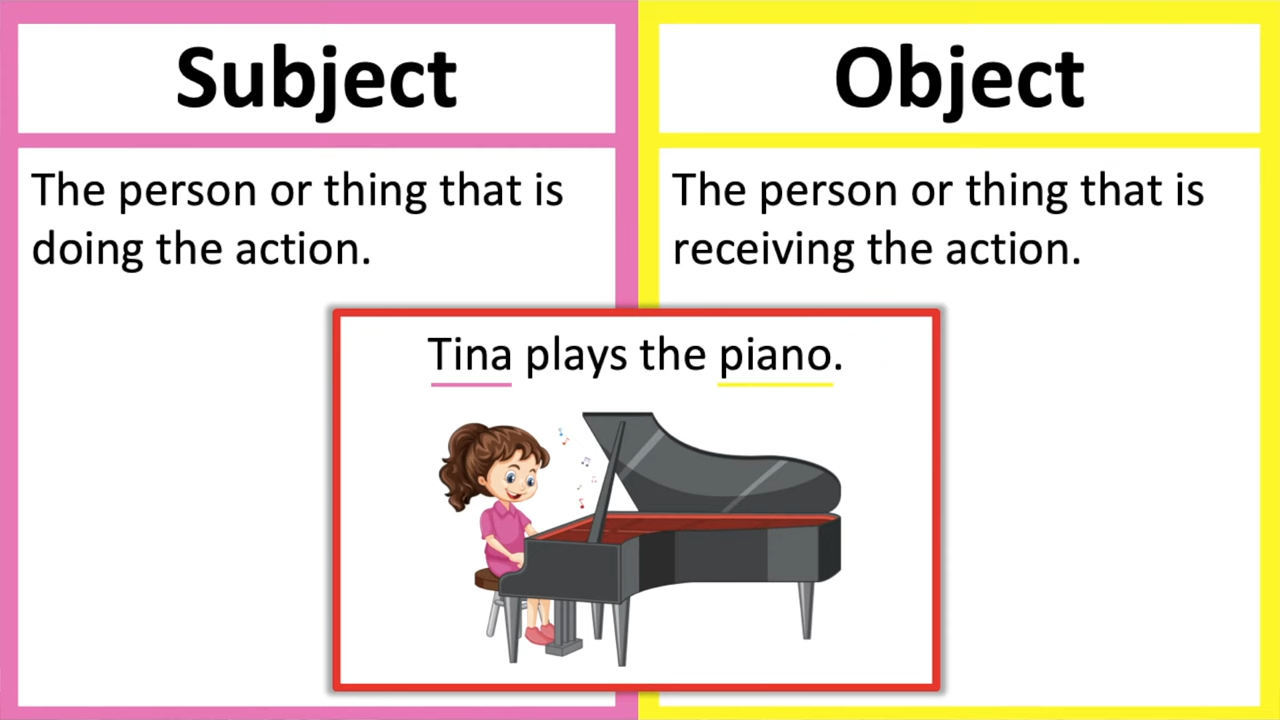 Subject
Object
The person or thing that is
doing the action.
The person or thing that is
receiving the action.
Tina plays the piano.